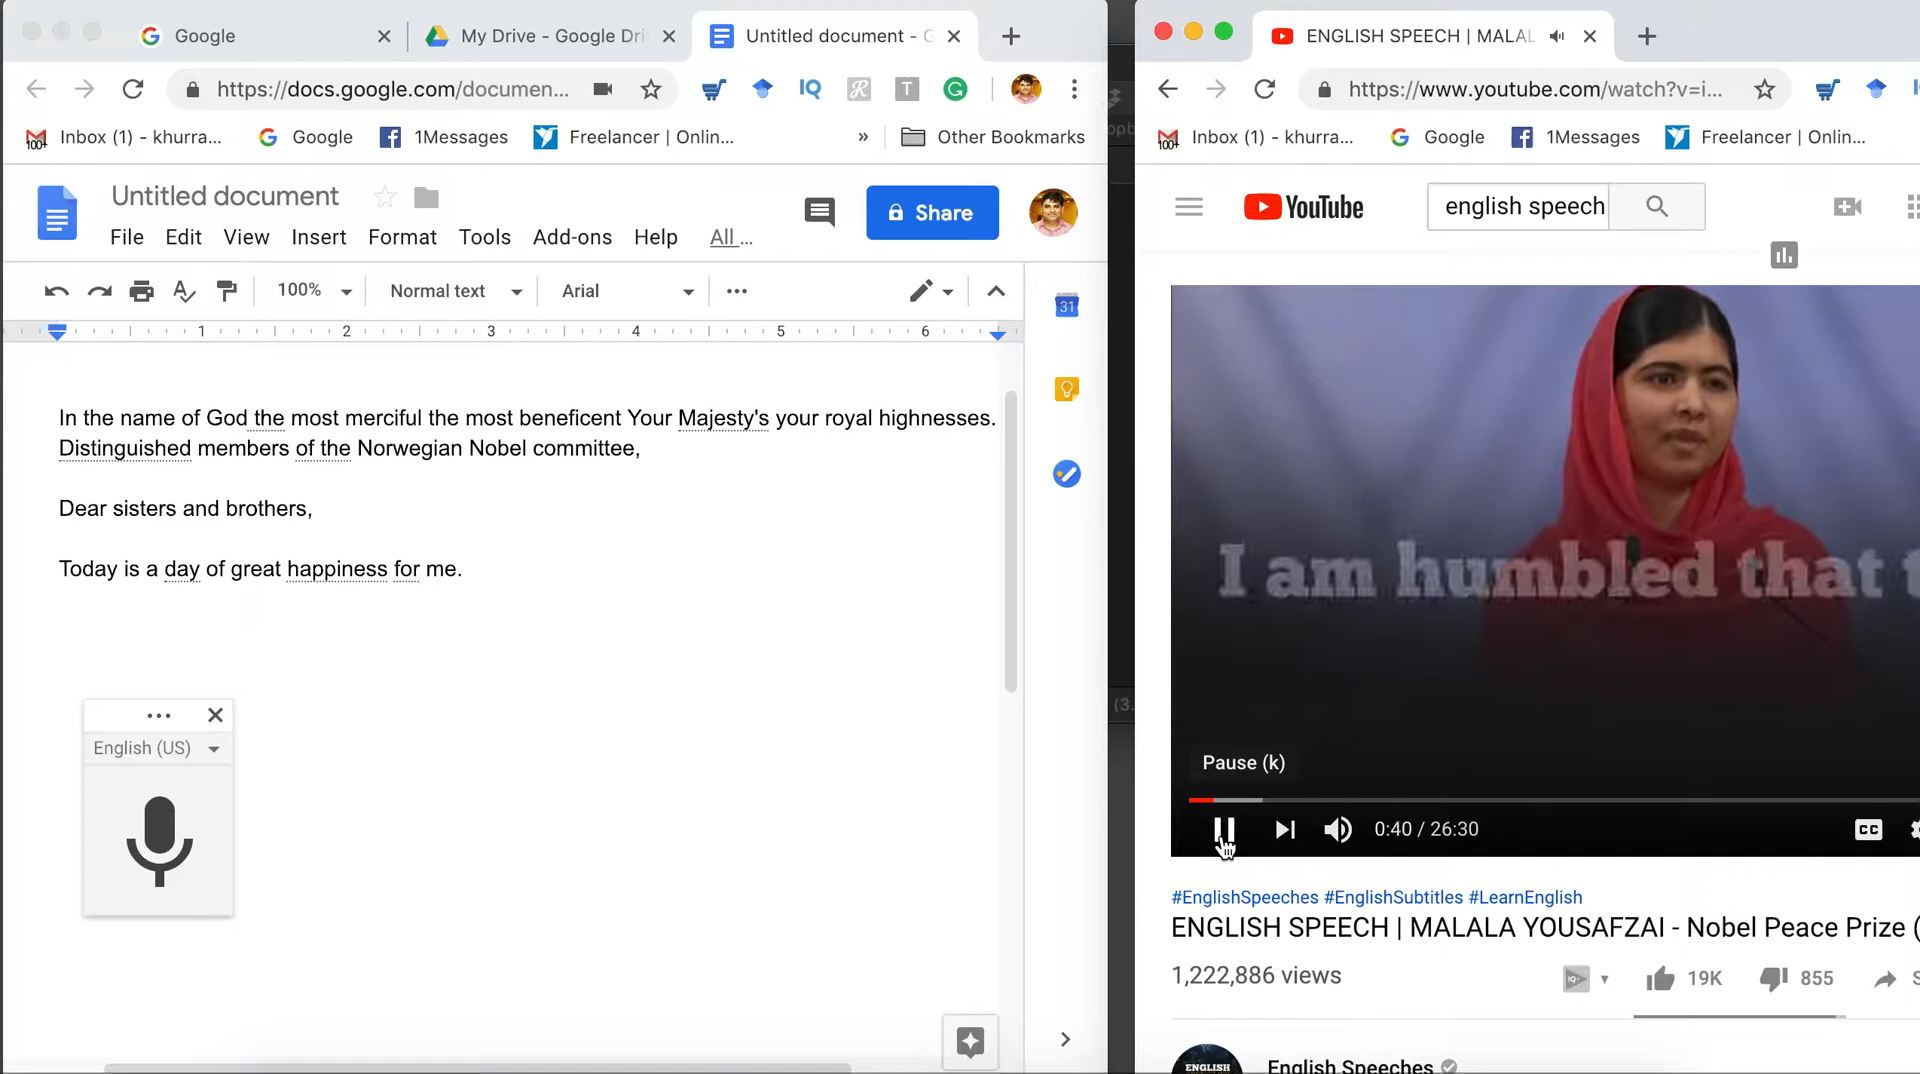 Google
My Drive - Google Dri
Untitled document - G
ENGLISH SPEECH | MALAL
https://docs.google.com/documen...
IQ
T
https://www.youtube.com/watch?v=i...
Inbox (1) - khurra...
Google
1Messages
Freelancer | Onlin...
»
Other Bookmarks
Inbox (1) - khurra...
Google
1Messages
Freelancer | Onlin...
Untitled document
Share
YouTube
english speech
File Edit View Insert Format Tools Add-ons Help All ...
100% Normal text Arial
1 2 3 4 5 6
31
In the name of God the most merciful the most beneficent Your Majesty's your royal highnesses.
Distinguished members of the Norwegian Nobel committee,
Dear sisters and brothers,
Today is a day of great happiness for me.
I am humbled that t
(3.
English (US)
Pause (k)
0:40 / 26:30
CC
#EnglishSpeeches #EnglishSubtitles #LearnEnglish
ENGLISH SPEECH | MALALA YOUSAFZAI - Nobel Peace Prize (
1,222,886 views
19K
855
S
ENGLISH
English Speeches